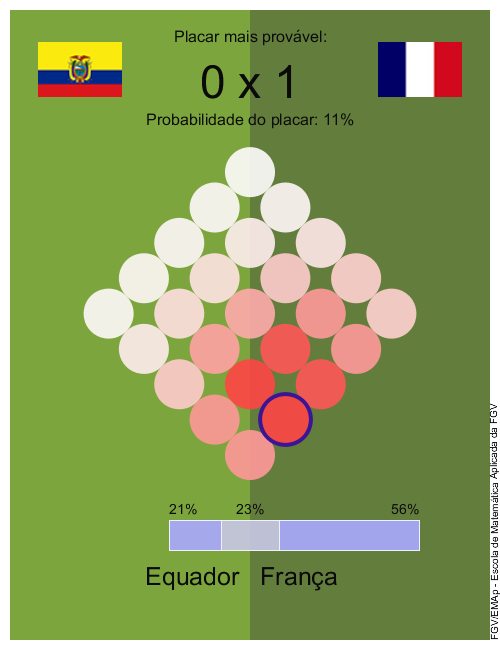 Placar mais provável:
0 x 1
Probabilidade do placar: 11%
21% 23% 56%
Equador França
FGV/EMAp - Escola de Matemática Aplicada da FGV